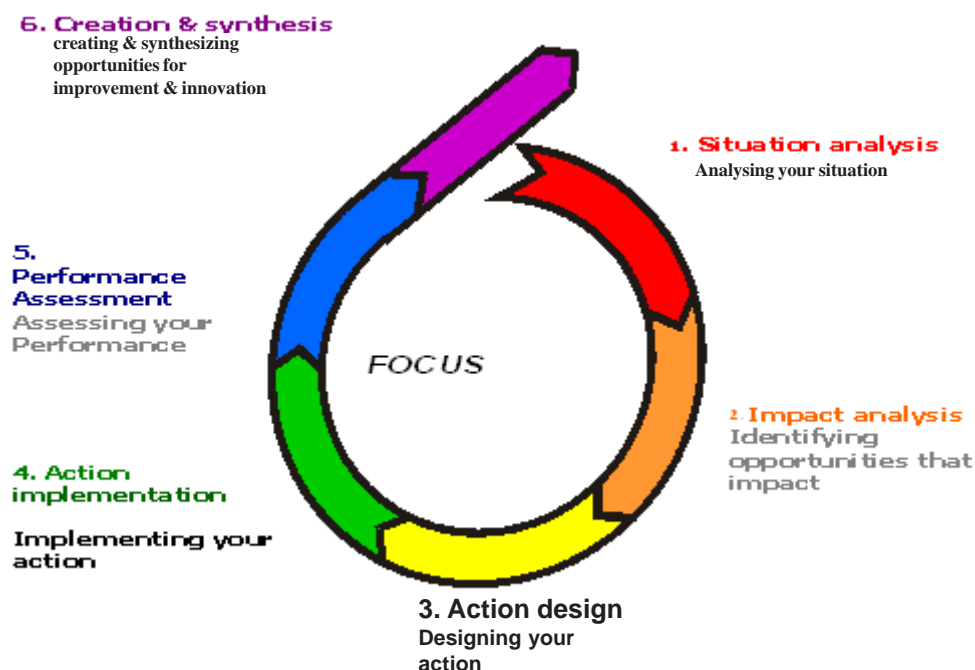 6. Creation & synthesis
creating & synthesizing
opportunities for
improvement & innovation
1. Situation analysis
Analysing your situation
5.
Performance
Assessment
Assessing your
Performance
FOCUS
2. Impact analysis
Identifying
opportunities that
impact
4. Action
implementation
Implementing your
action
3. Action design
Designing your
action